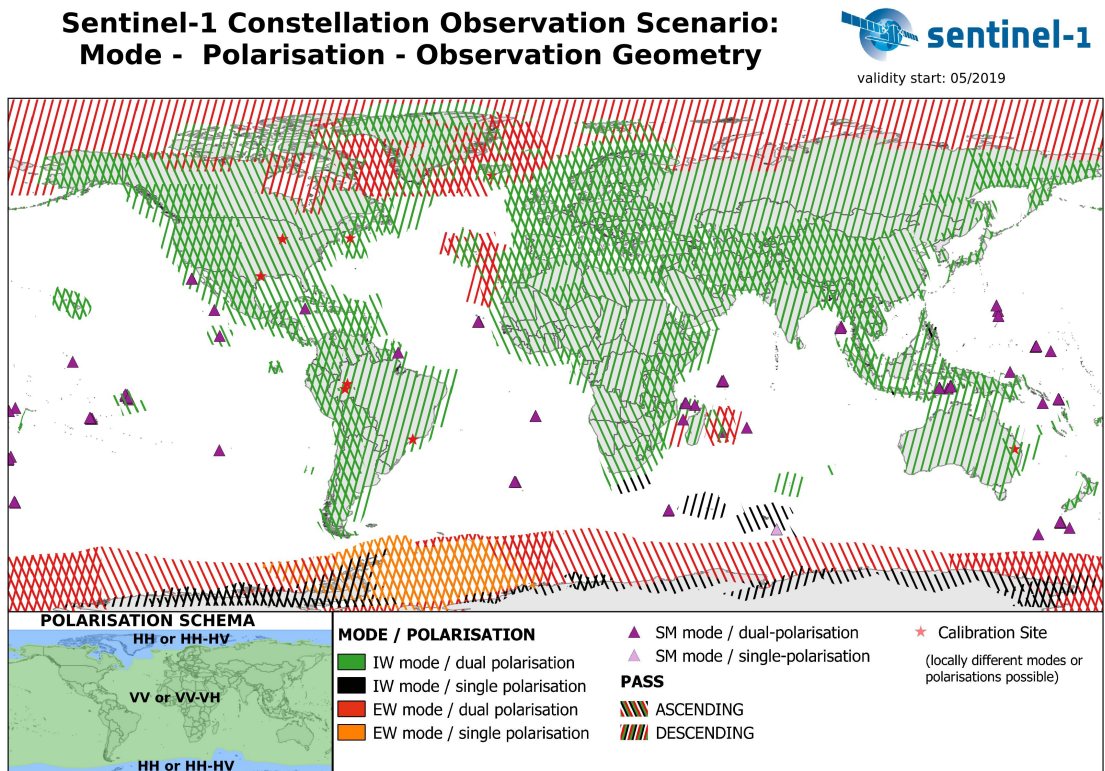 Sentinel-1 Constellation Observation Scenario:
Mode -  Polarisation - Observation Geometry
sentinel-1
validity start: 05/2019
POLARISATION SCHEMA
HH or HH-HV
VV or VV-VH
HH or HH-HV
MODE / POLARISATION
IW mode / dual polarisation
IW mode / single polarisation
EW mode / dual polarisation
EW mode / single polarisation
SM mode / dual-polarisation
SM mode / single-polarisation
PASS
ASCENDING
DESCENDING
Calibration Site
(locally different modes or
polarisations possible)